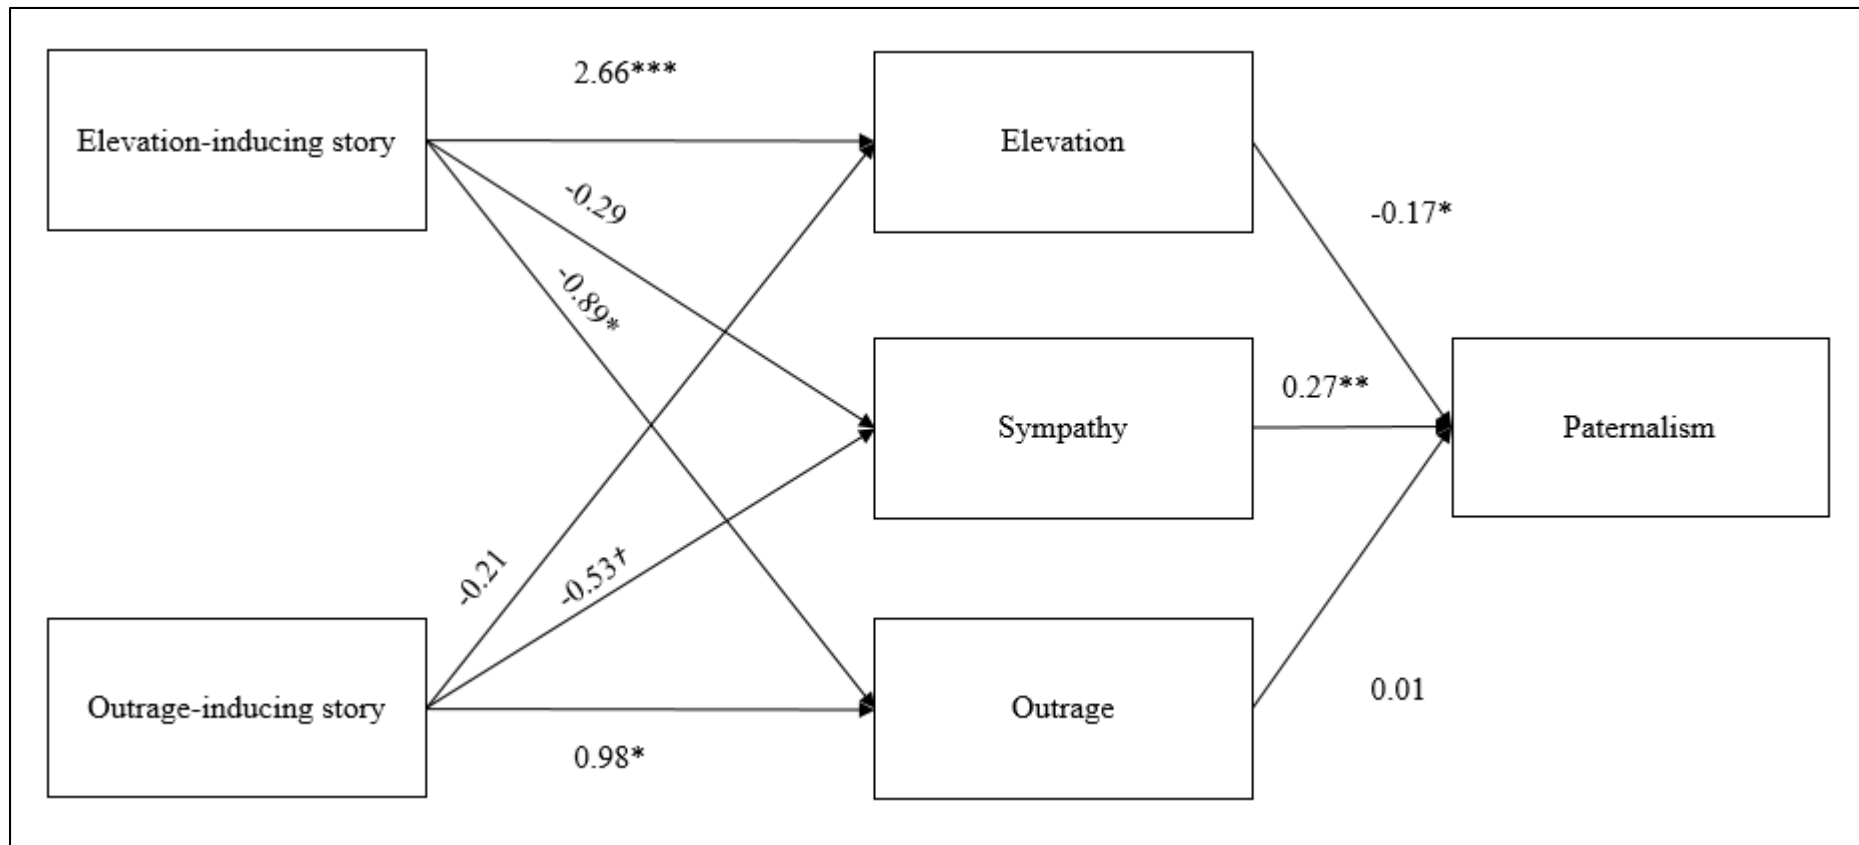 2.66***
Elevation-inducing story
Elevation
-0.29
-0.17*
-0.89*
0.27**
Sympathy
Paternalism
-0.21
-0.53†
Outrage-inducing story
Outrage
0.01
0.98*